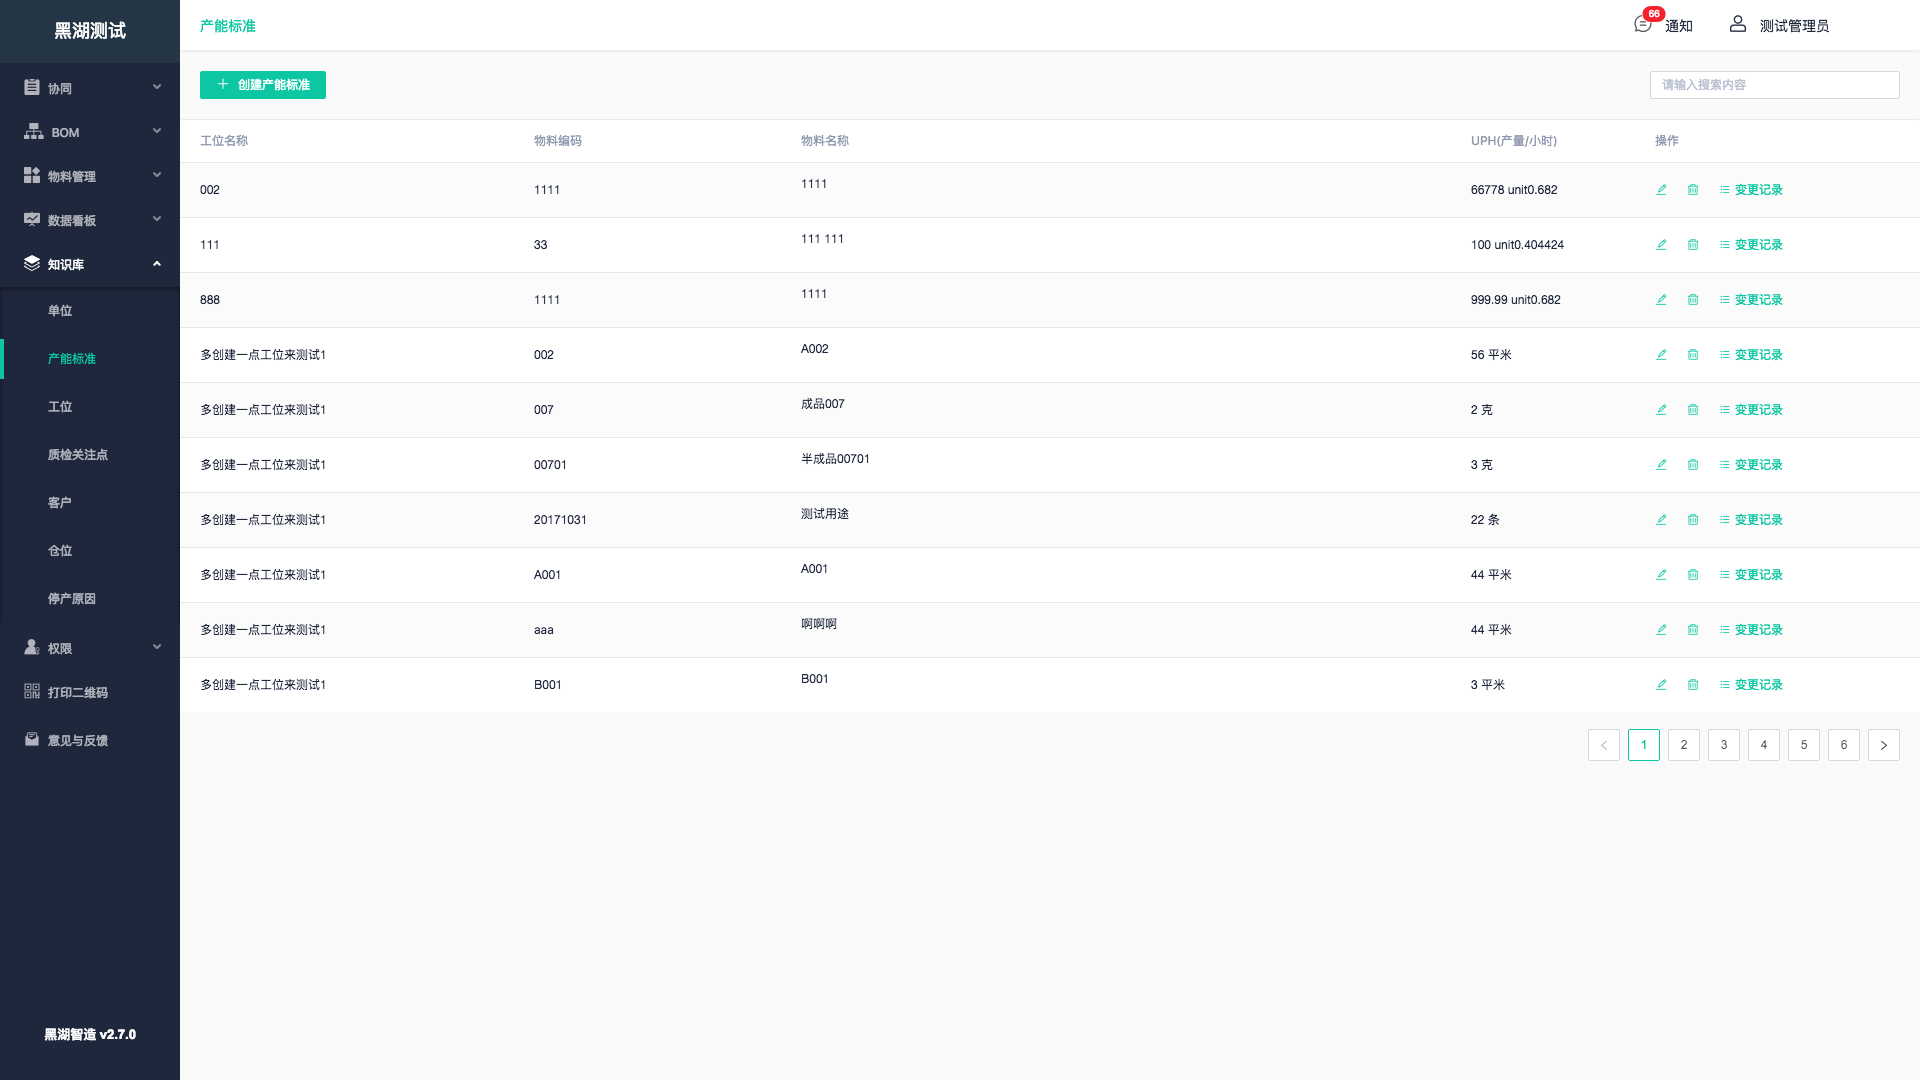 黑湖测试
协同
BOM
物料管理
数据看板
知识库
单位
产能标准
工位
质检关注点
客户
仓位
停产原因
权限
打印二维码
意见与反馈
黑湖智造 v2.7.0
产能标准
66
通知
测试管理员
创建产能标准
请输入搜索内容
工位名称 物料编码 物料名称 UPH(产量/小时) 操作
002 1111 1111 66778 unit0.682 变更记录
111 33 111 111 100 unit0.404424 变更记录
888 1111 1111 999.99 unit0.682 变更记录
多创建一点工位来测试1 002 A002 56 平米 变更记录
多创建一点工位来测试1 007 成品007 2 克 变更记录
多创建一点工位来测试1 00701 半成品00701 3 克 变更记录
多创建一点工位来测试1 20171031 测试用途 22 条 变更记录
多创建一点工位来测试1 A001 A001 44 平米 变更记录
多创建一点工位来测试1 aaa 啊啊啊 44 平米 变更记录
多创建一点工位来测试1 B001 B001 3 平米 变更记录
1 2 3 4 5 6